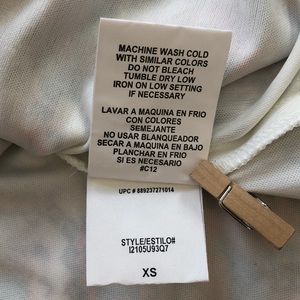 MACHINE WASH COLD
WITH SIMILAR COLORS
DO NOT BLEACH
TUMBLE DRY LOW
IRON ON LOW SETTING
IF NECESSARY
LAVAR A MAQUINA EN FRIO
CON COLORES
SEMEJANTE
NO USAR BLANQUEADOR
SECAR A MAQUINA EN BAJO
PLANCHAR EN FRIO
SI ES NECESARIO
#C12
UPC # 889237271014
STYLE/ESTILO#
I2105U93Q7
XS